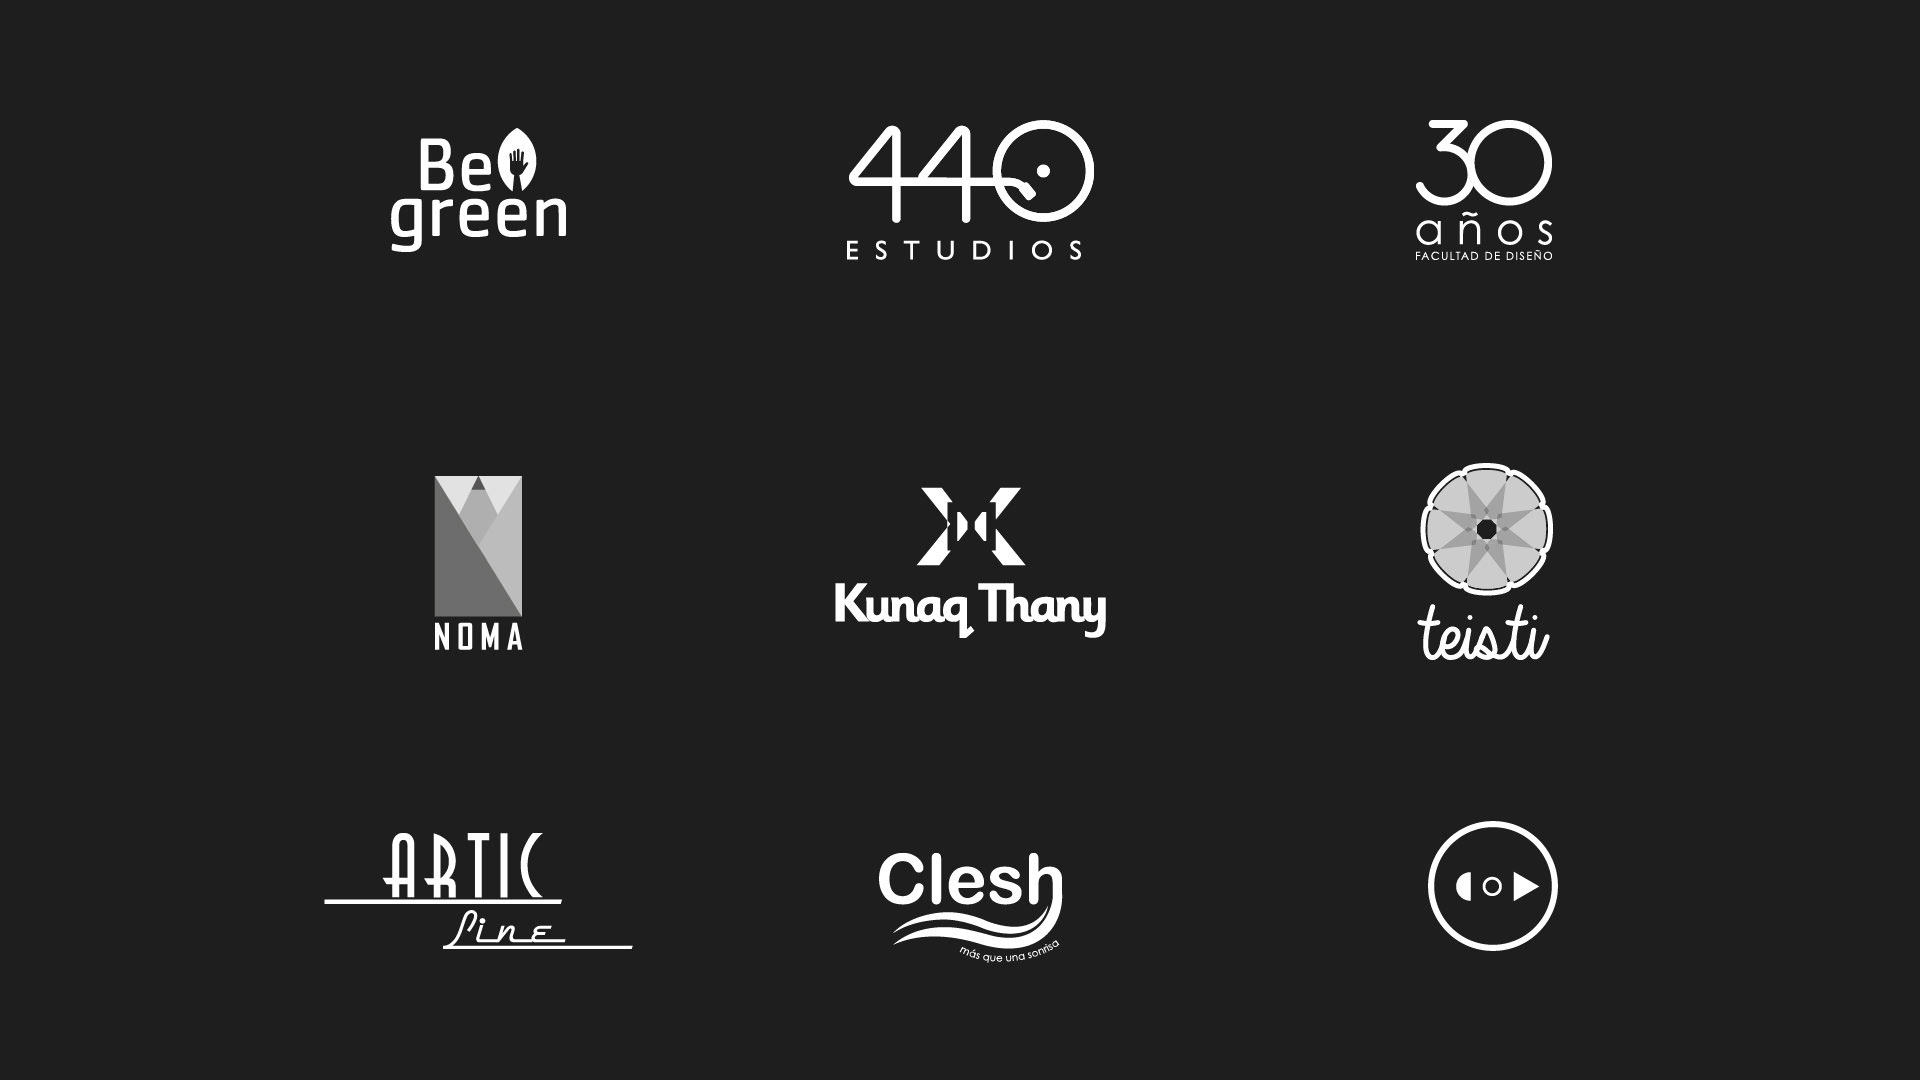 Be
green
440
ESTUDIOS
30
años
FACULTAD DE DISEÑO
NOMA
Kunaq Thany
teisti
ARTIC
Line
Clesh
más que una sonrisa